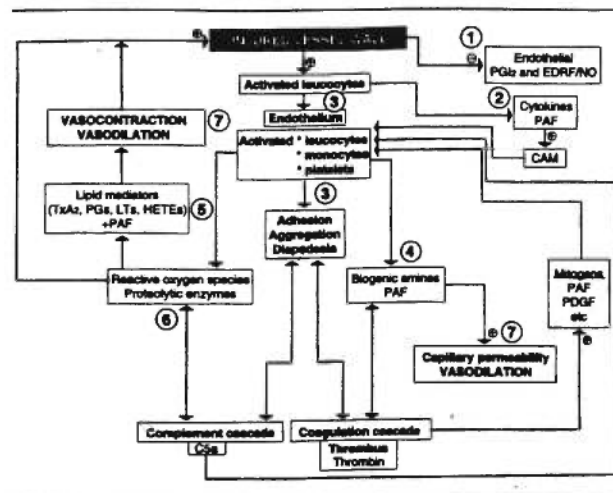 1
Endothelial
PGI₂ and EDRF/NO
Activated leucocytes
3
2
Cytokines
PAF
CAM
Endothelium
Activated * leucocytes
* monocytes
* platelets
VASOCONTRACTION
VASODILATION
7
Lipid mediators
(TxA₂, PGs, LTs, HETEs)
+PAF
5
3
Adhesion
Aggregation
Diapedesis
4
Reactive oxygen species
Proteolytic enzymes
6
Biogenic amines
PAF
Mitogens
PAF
PDGF
etc
7
Capillary permeability
VASODILATION
Complement cascade
C5a
Coagulation cascade
Thrombus
Thrombin